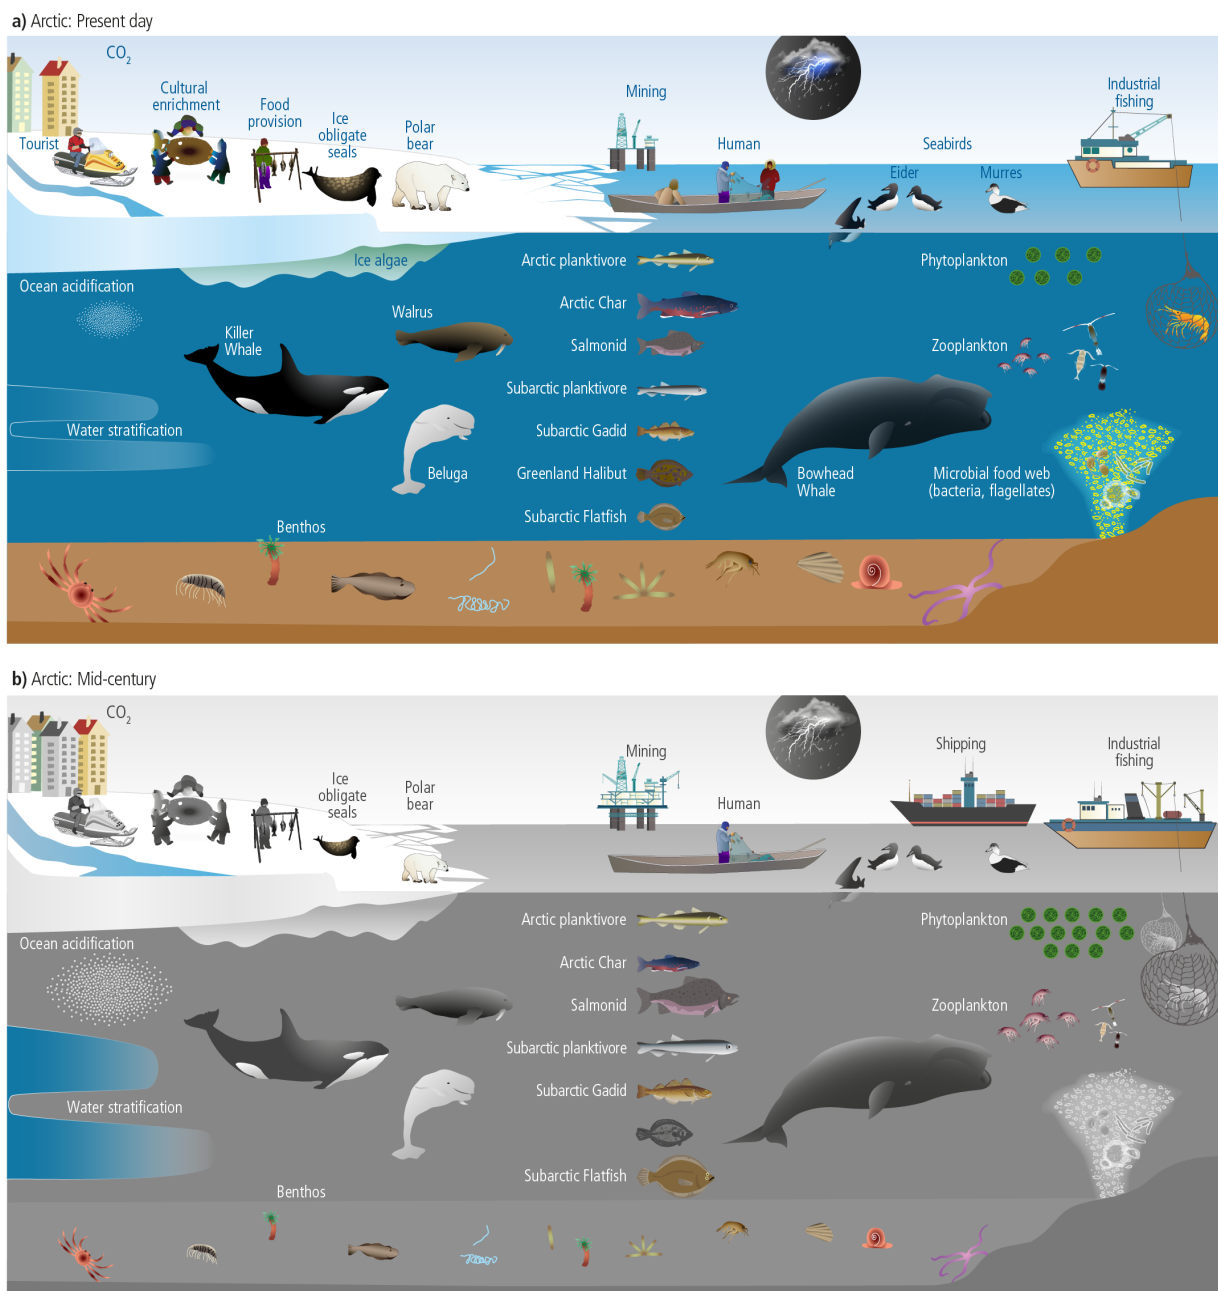 a) Arctic: Present day
CO2
Cultural
enrichment
Food
provision
Ice
obligate
seals
Polar
bear
Tourist
Mining
Human
Seabirds
Eider
Murres
Industrial
fishing
Ice algae
Ocean acidification
Killer
Whale
Walrus
Water stratification
Beluga
Benthos
Arctic planktivore
Arctic Char
Salmonid
Subarctic planktivore
Subarctic Gadid
Greenland Halibut
Subarctic Flatfish
Bowhead
Whale
Phytoplankton
Zooplankton
Microbial food web
(bacteria, flagellates)
b) Arctic: Mid-century
CO2
Ice
obligate
seals
Polar
bear
Mining
Human
Shipping
Industrial
fishing
Ocean acidification
Water stratification
Benthos
Arctic planktivore
Arctic Char
Salmonid
Subarctic planktivore
Subarctic Gadid
Subarctic Flatfish
Phytoplankton
Zooplankton